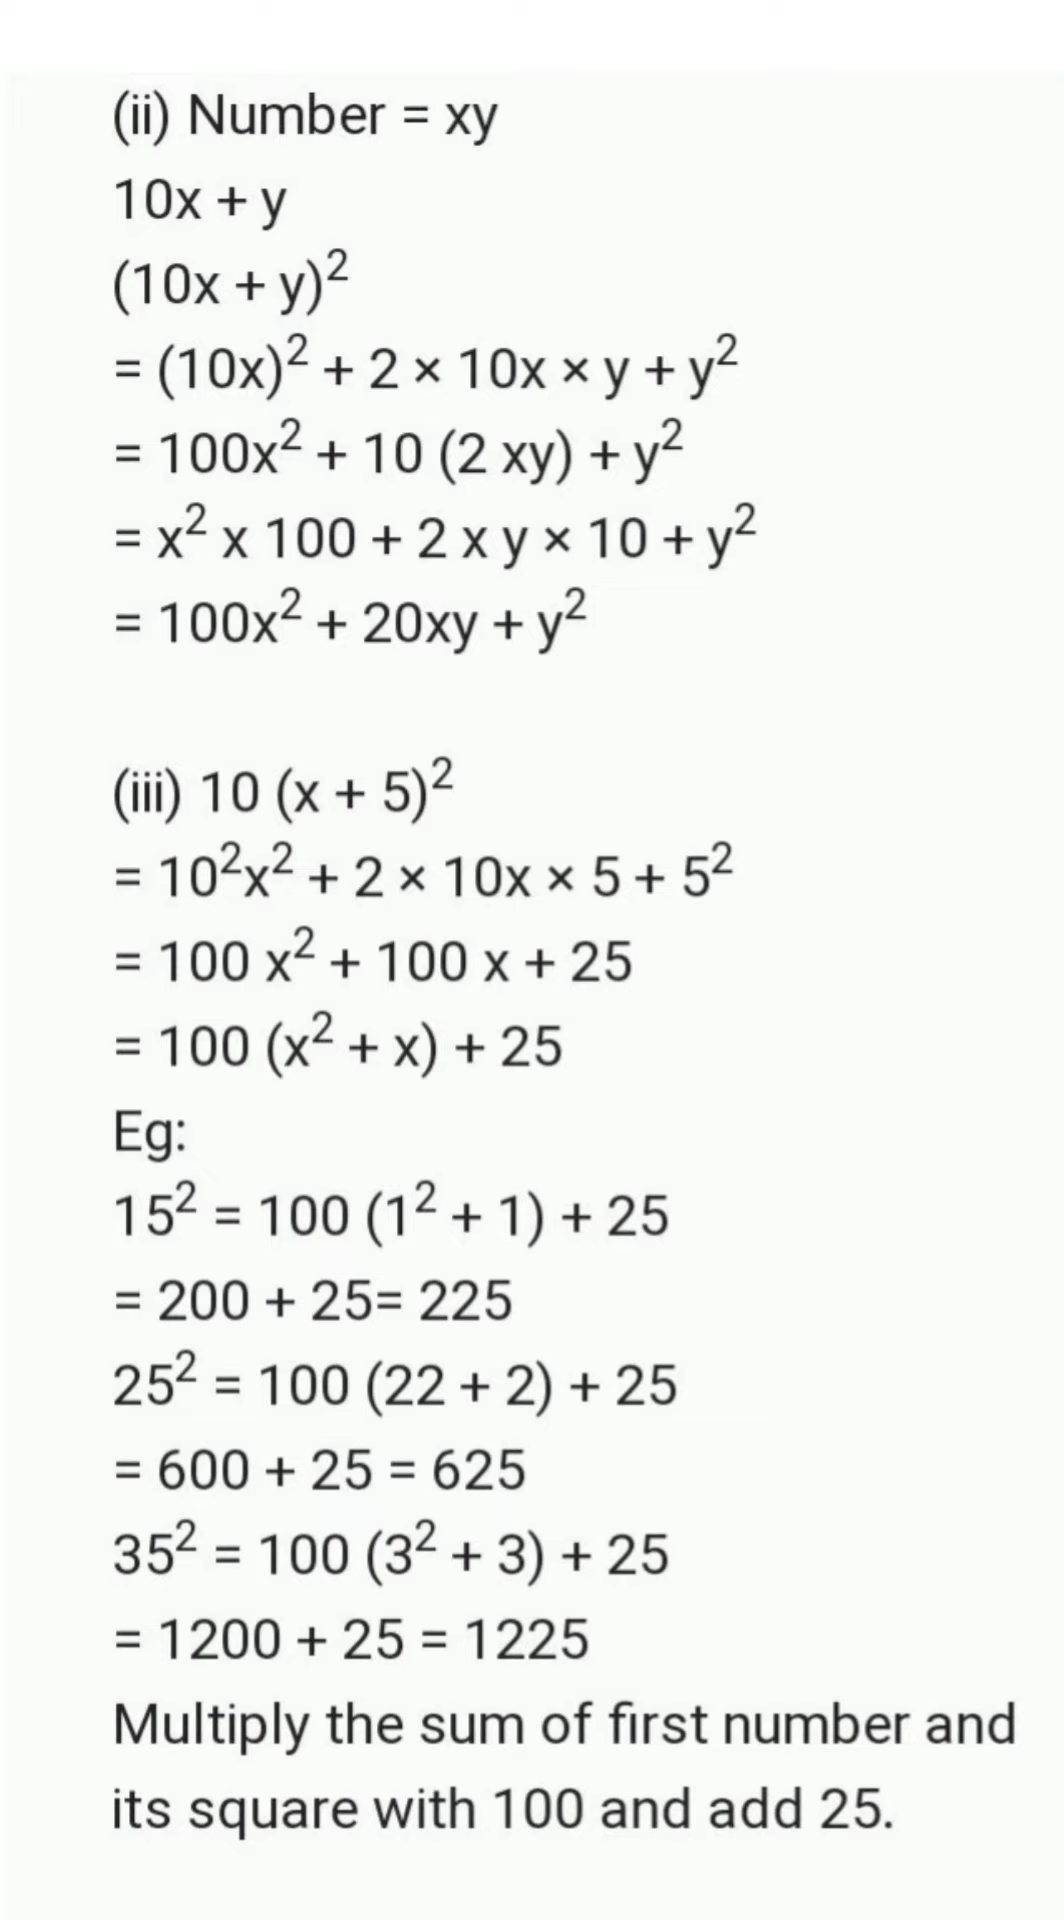 (ii) Number = xy
10x + y
(10x + y)²
= (10x)² + 2 × 10x × y + y²
= 100x² + 10 (2 xy) + y²
= x² x 100 + 2 x y × 10 + y²
= 100x² + 20xy + y²
(iii) 10 (x + 5)²
= 10²x² + 2 × 10x × 5 + 5²
= 100 x² + 100 x + 25
= 100 (x² + x) + 25
Eg:
15² = 100 (1² + 1) + 25
= 200 + 25= 225
25² = 100 (22 + 2) + 25
= 600 + 25 = 625
35² = 100 (3² + 3) + 25
= 1200 + 25 = 1225
Multiply the sum of first number and
its square with 100 and add 25.